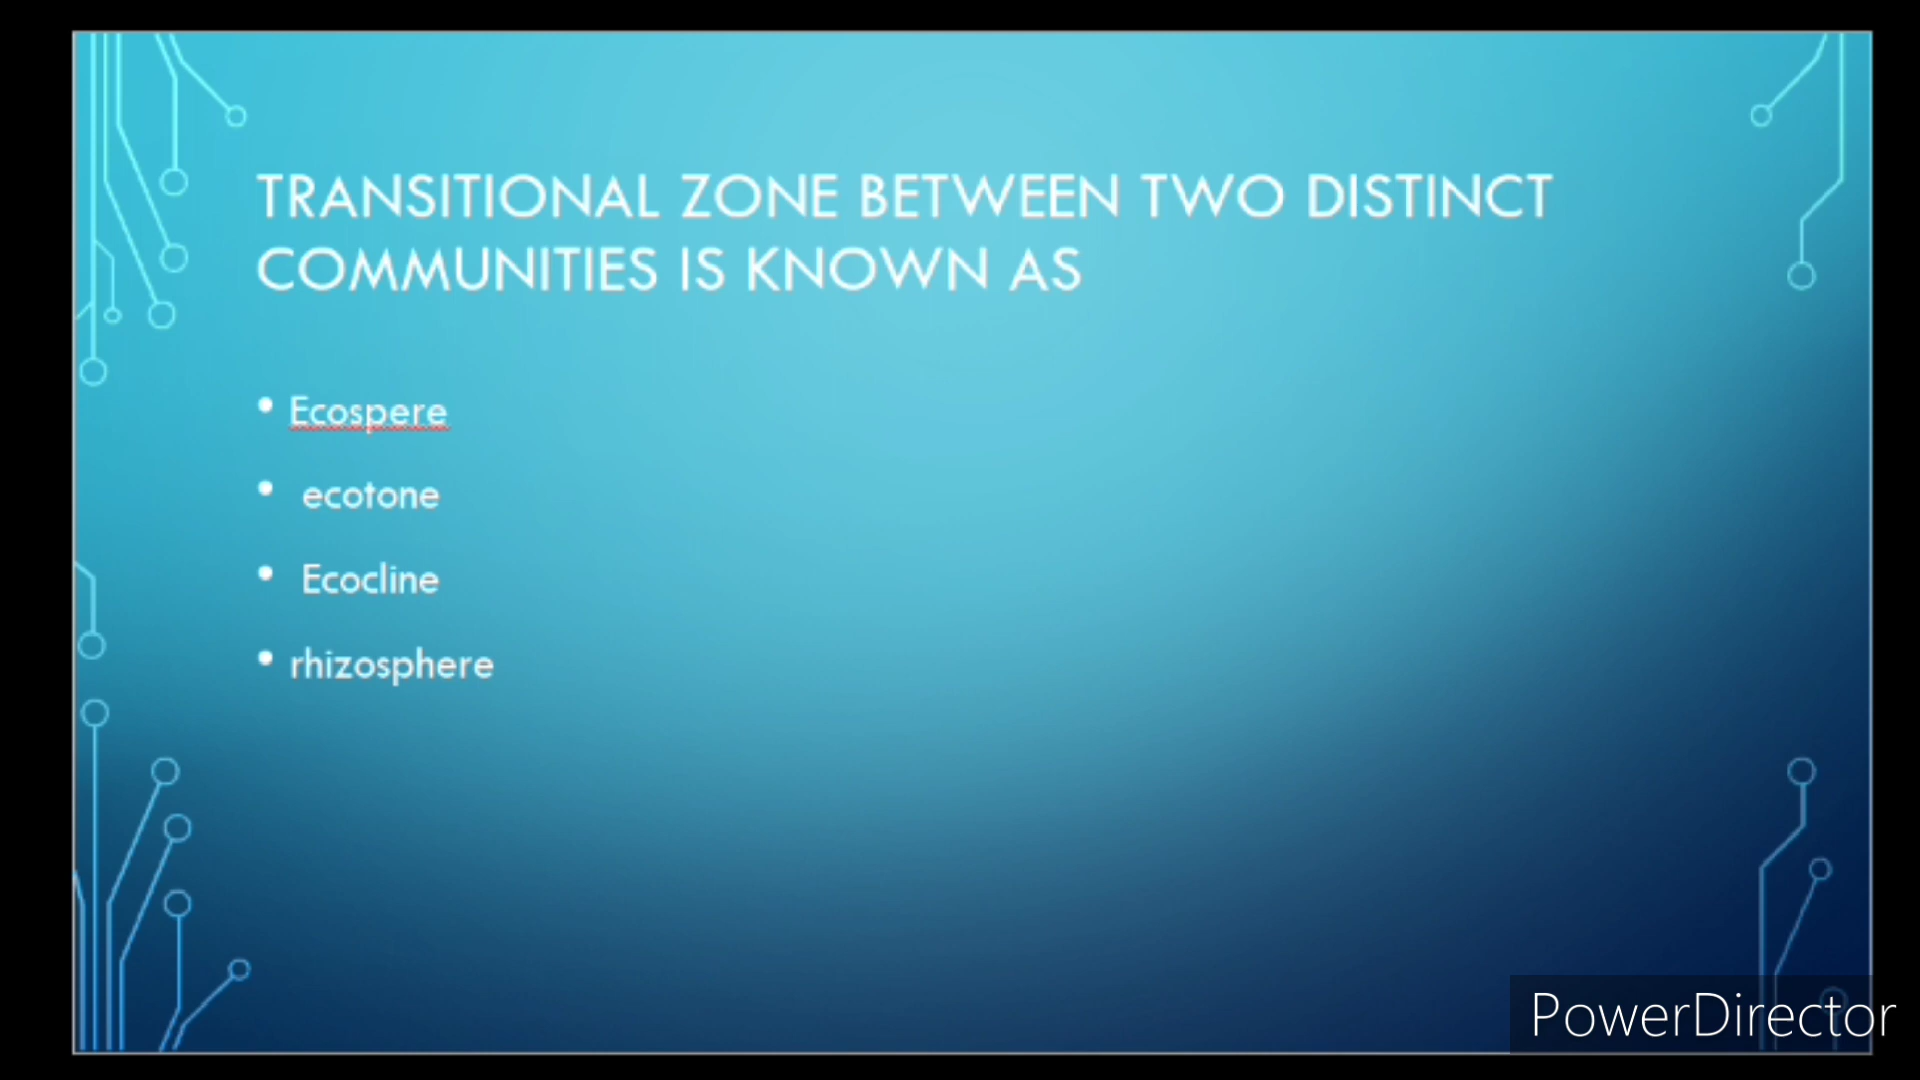 TRANSITIONAL ZONE BETWEEN TWO DISTINCT
COMMUNITIES IS KNOWN AS
• Ecospere
• ecotone
• Ecocline
• rhizosphere
PowerDirector